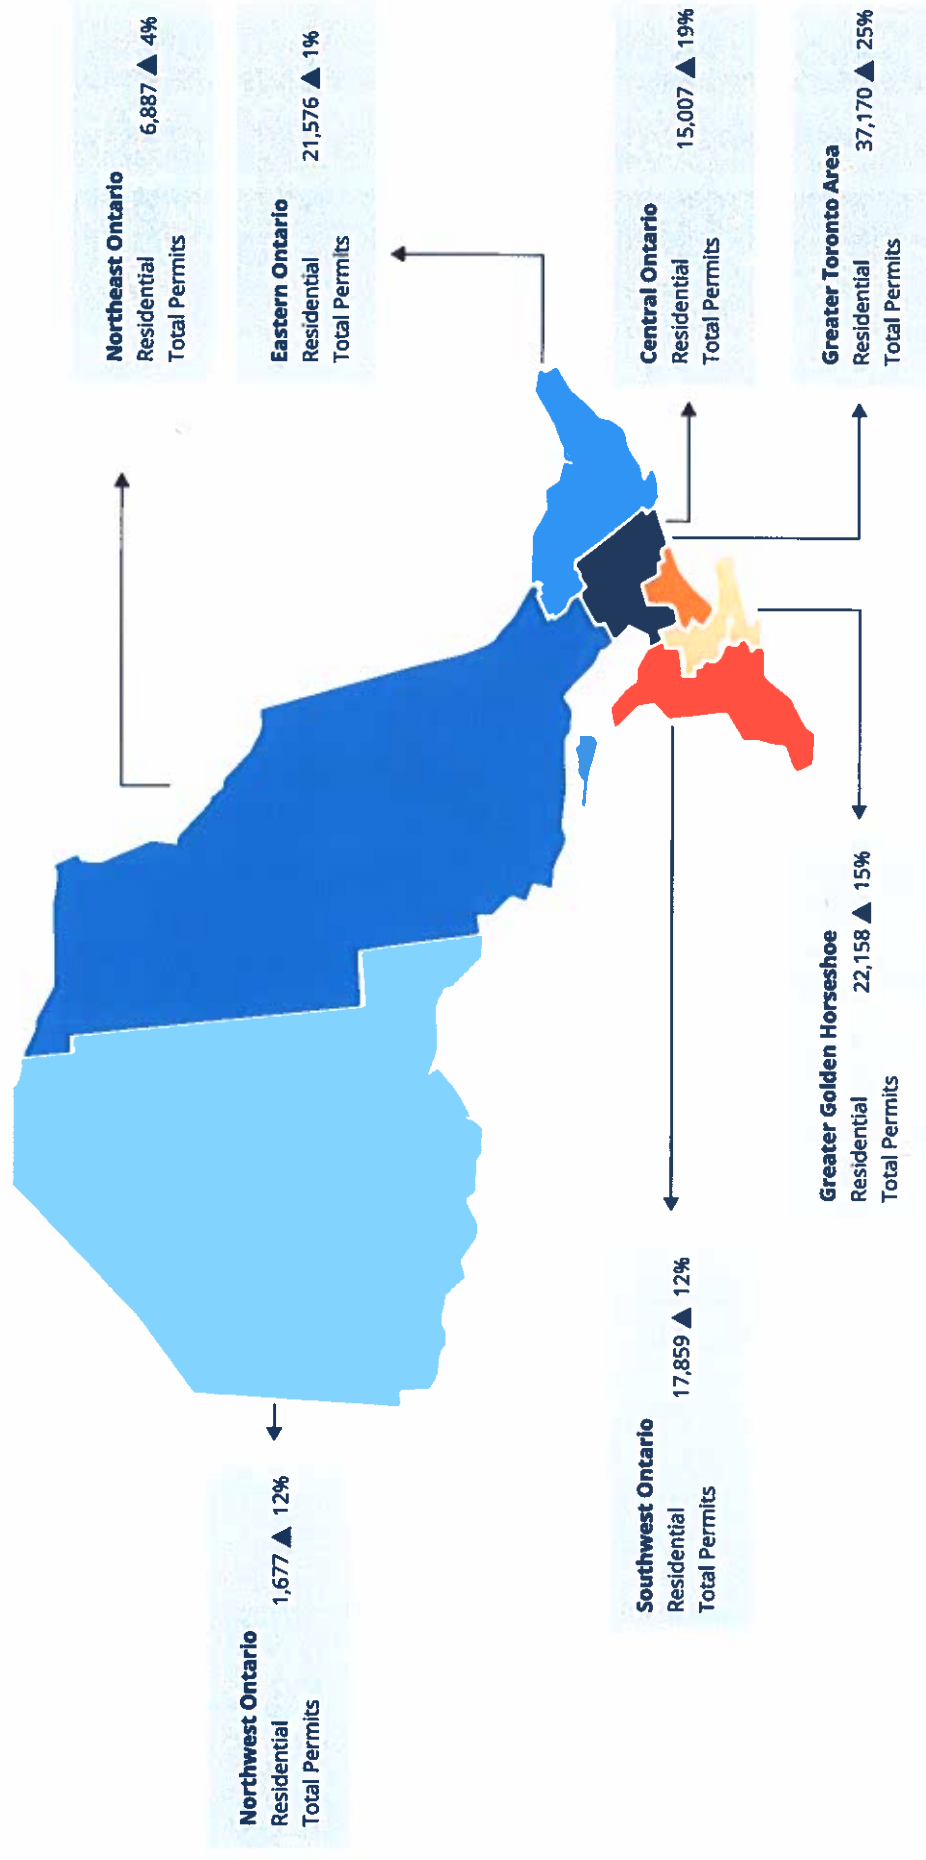 Northeast Ontario
Residential 6,887 ▲ 4%
Total Permits
Eastern Ontario
Residential 21,576 ▲ 1%
Total Permits
Northwest Ontario
Residential 1,677 ▲ 12%
Total Permits
Central Ontario
Residential 15,007 ▲ 19%
Total Permits
Southwest Ontario
Residential 17,859 ▲ 12%
Total Permits
Greater Golden Horseshoe
Residential 22,158 ▲ 15%
Total Permits
Greater Toronto Area
Residential 37,170 ▲ 25%
Total Permits